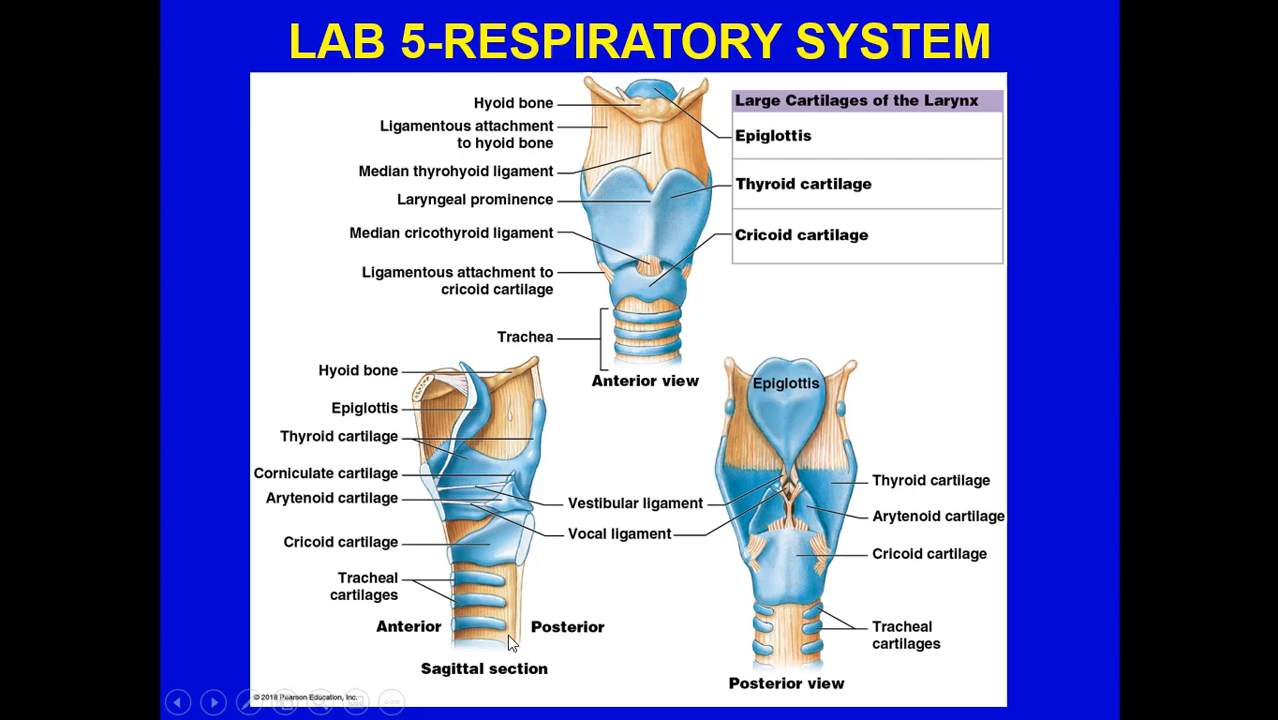 LAB 5-RESPIRATORY SYSTEM
Hyoid bone
Ligamentous attachment
to hyoid bone
Median thyrohyoid ligament
Laryngeal prominence
Median cricothyroid ligament
Ligamentous attachment to
cricoid cartilage
Trachea
Anterior view
Large Cartilages of the Larynx
Epiglottis
Thyroid cartilage
Cricoid cartilage
Hyoid bone
Epiglottis
Thyroid cartilage
Corniculate cartilage
Arytenoid cartilage
Cricoid cartilage
Tracheal
cartilages
Anterior
Posterior
Sagittal section
Vestibular ligament
Vocal ligament
Epiglottis
Thyroid cartilage
Arytenoid cartilage
Cricoid cartilage
Tracheal
cartilages
Posterior view
© 2018 Pearson Education, Inc.